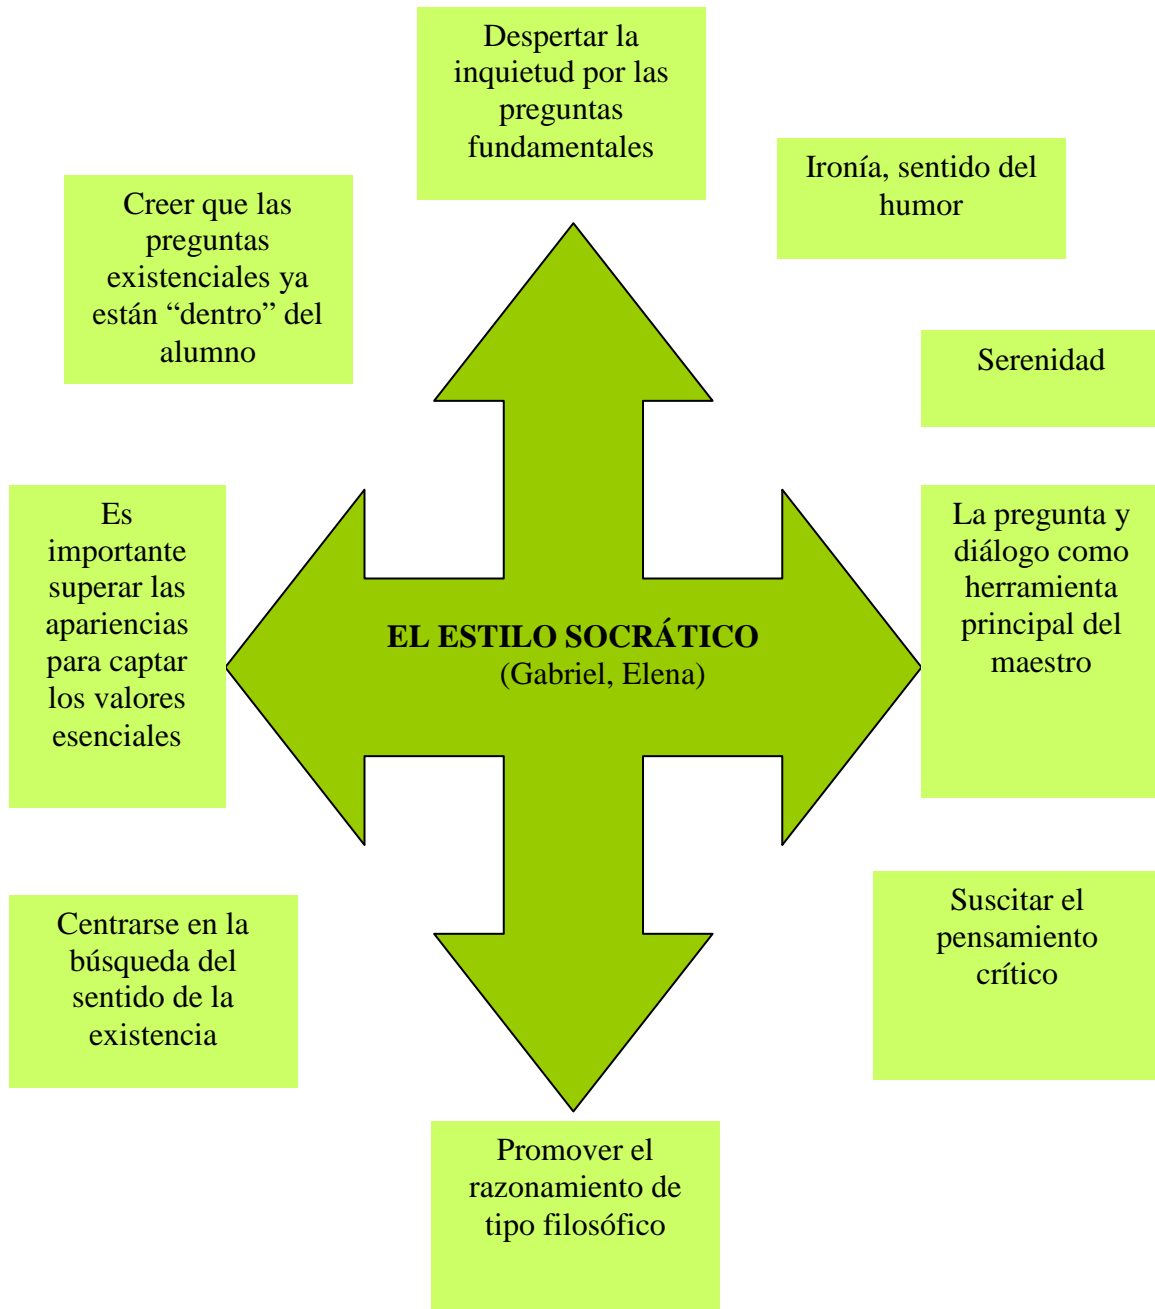 Despertar la
inquietud por las
preguntas
fundamentales
Ironía, sentido del
humor
Creer que las
preguntas
existenciales ya
están “dentro” del
alumno
Serenidad
Es
importante
superar las
apariencias
para captar
los valores
esenciales
La pregunta y
diálogo como
herramienta
principal del
maestro
EL ESTILO SOCRÁTICO
(Gabriel, Elena)
Suscitar el
pensamiento
crítico
Centrarse en la
búsqueda del
sentido de la
existencia
Promover el
razonamiento de
tipo filosófico